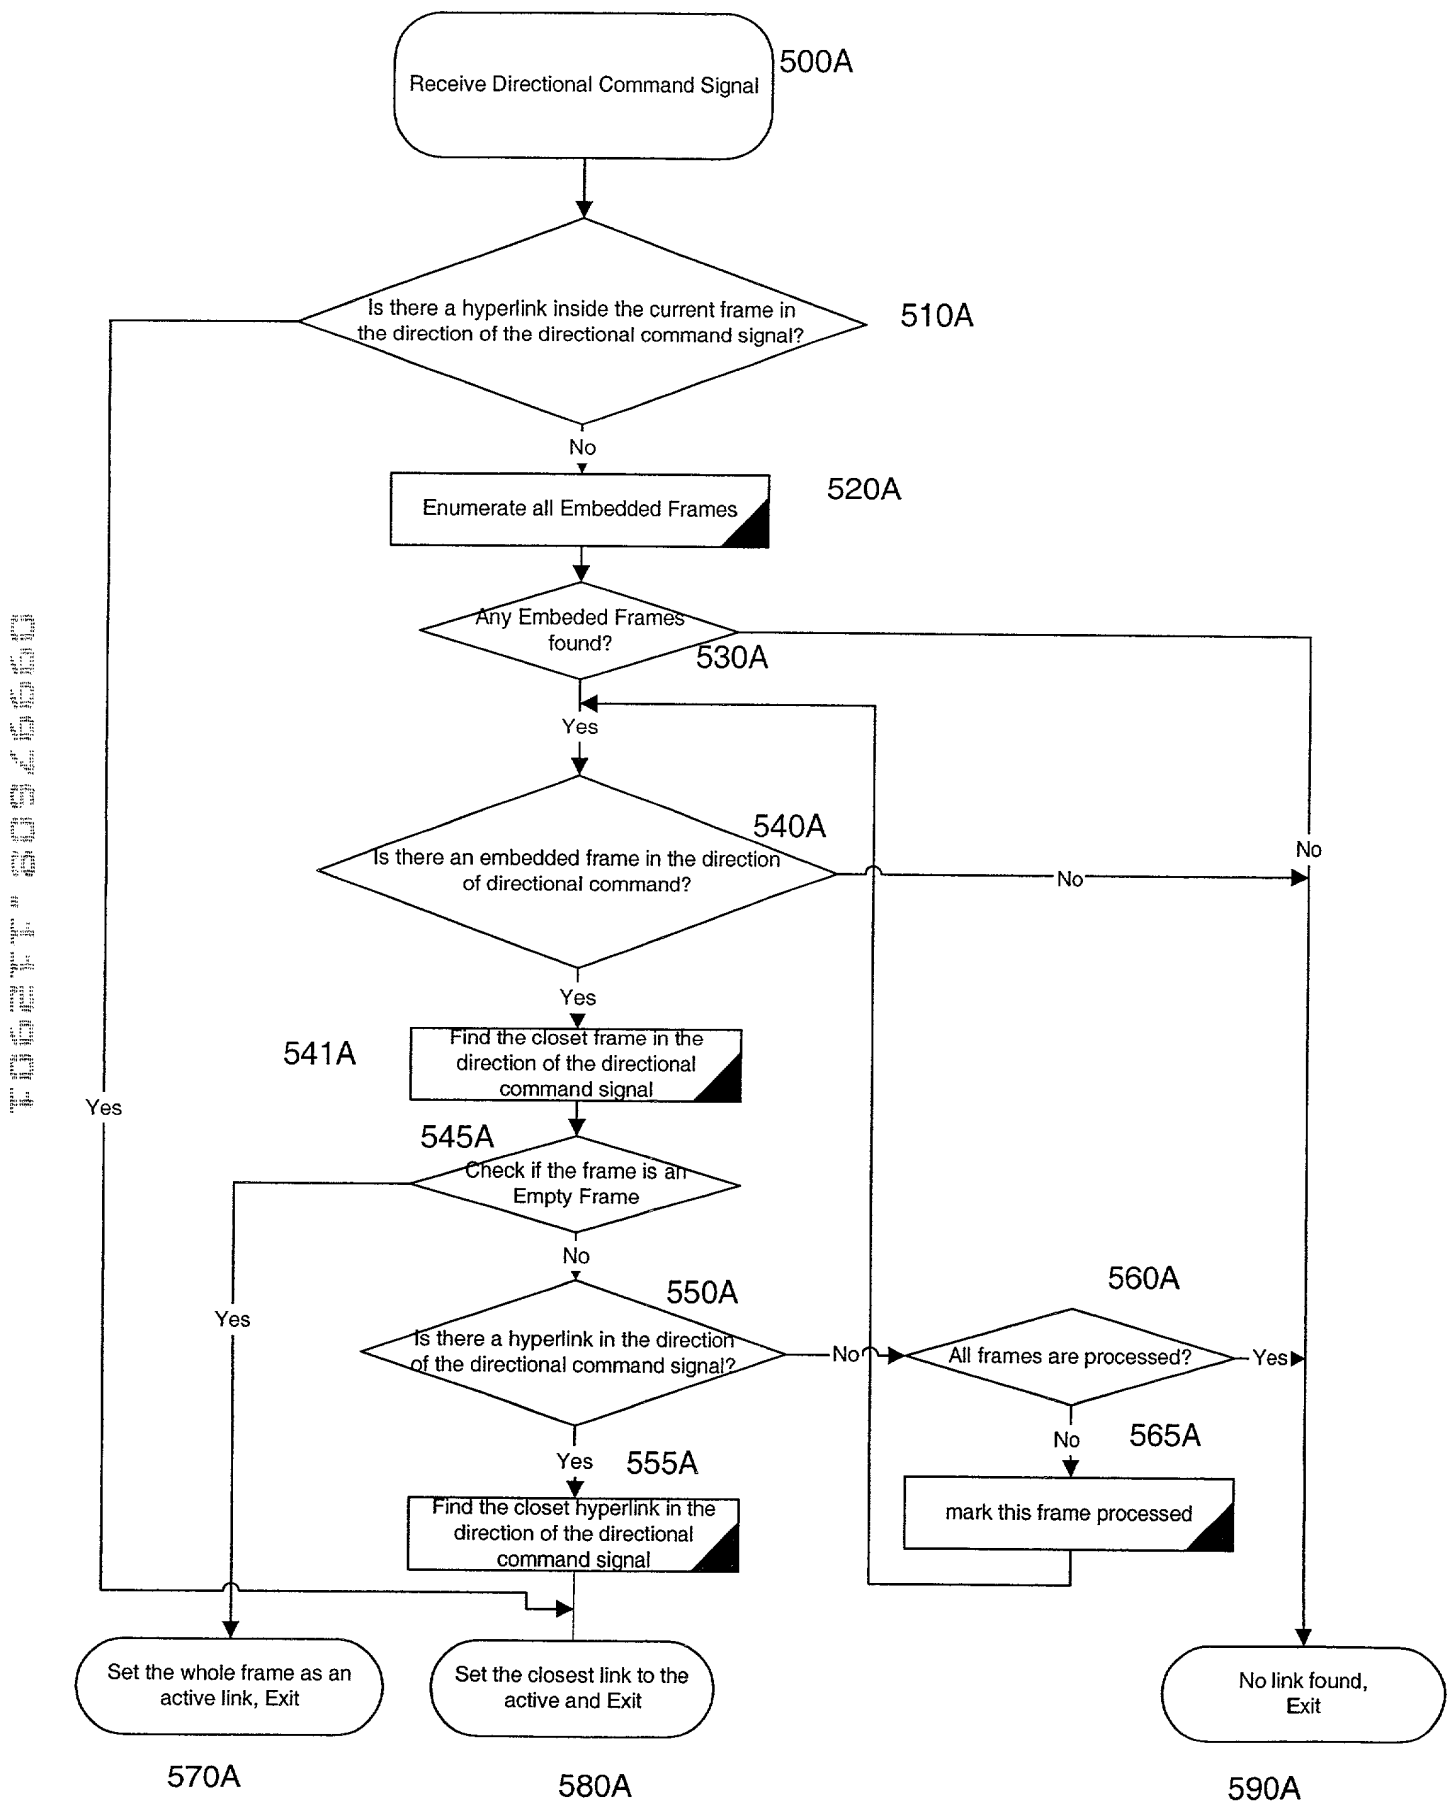 Receive Directional Command Signal
500A
Is there a hyperlink inside the current frame in
the direction of the directional command signal?
510A
No
Enumerate all Embedded Frames
520A
Any Embeded Frames
found?
530A
Yes
540A
Is there an embedded frame in the direction
of directional command?
No
No
Yes
541A
Find the closet frame in the
direction of the directional
command signal
Yes
545A
Check if the frame is an
Empty Frame
No
Yes
550A
Is there a hyperlink in the direction
of the directional command signal?
No
560A
All frames are processed?
Yes
No
565A
mark this frame processed
Yes
555A
Find the closet hyperlink in the
direction of the directional
command signal
Set the whole frame as an
active link, Exit
Set the closest link to the
active and Exit
No link found,
Exit
570A
580A
590A